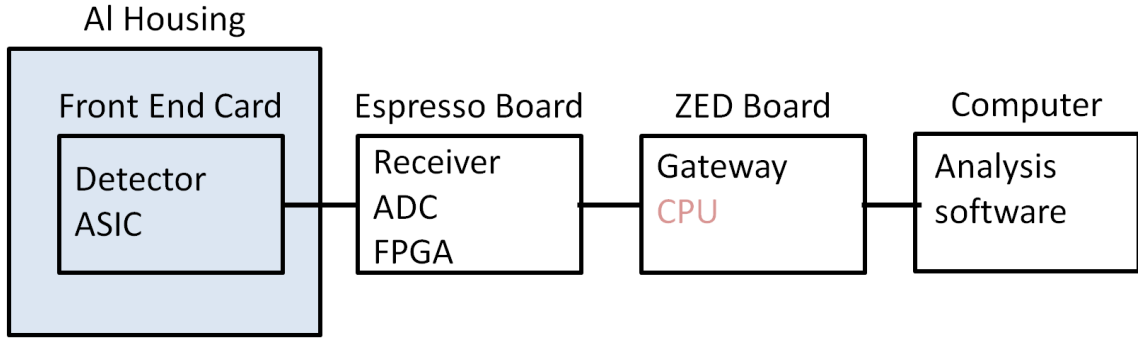 Al Housing
Front End Card
Detector
ASIC
Espresso Board
Receiver
ADC
FPGA
ZED Board
Gateway
CPU
Computer
Analysis
software